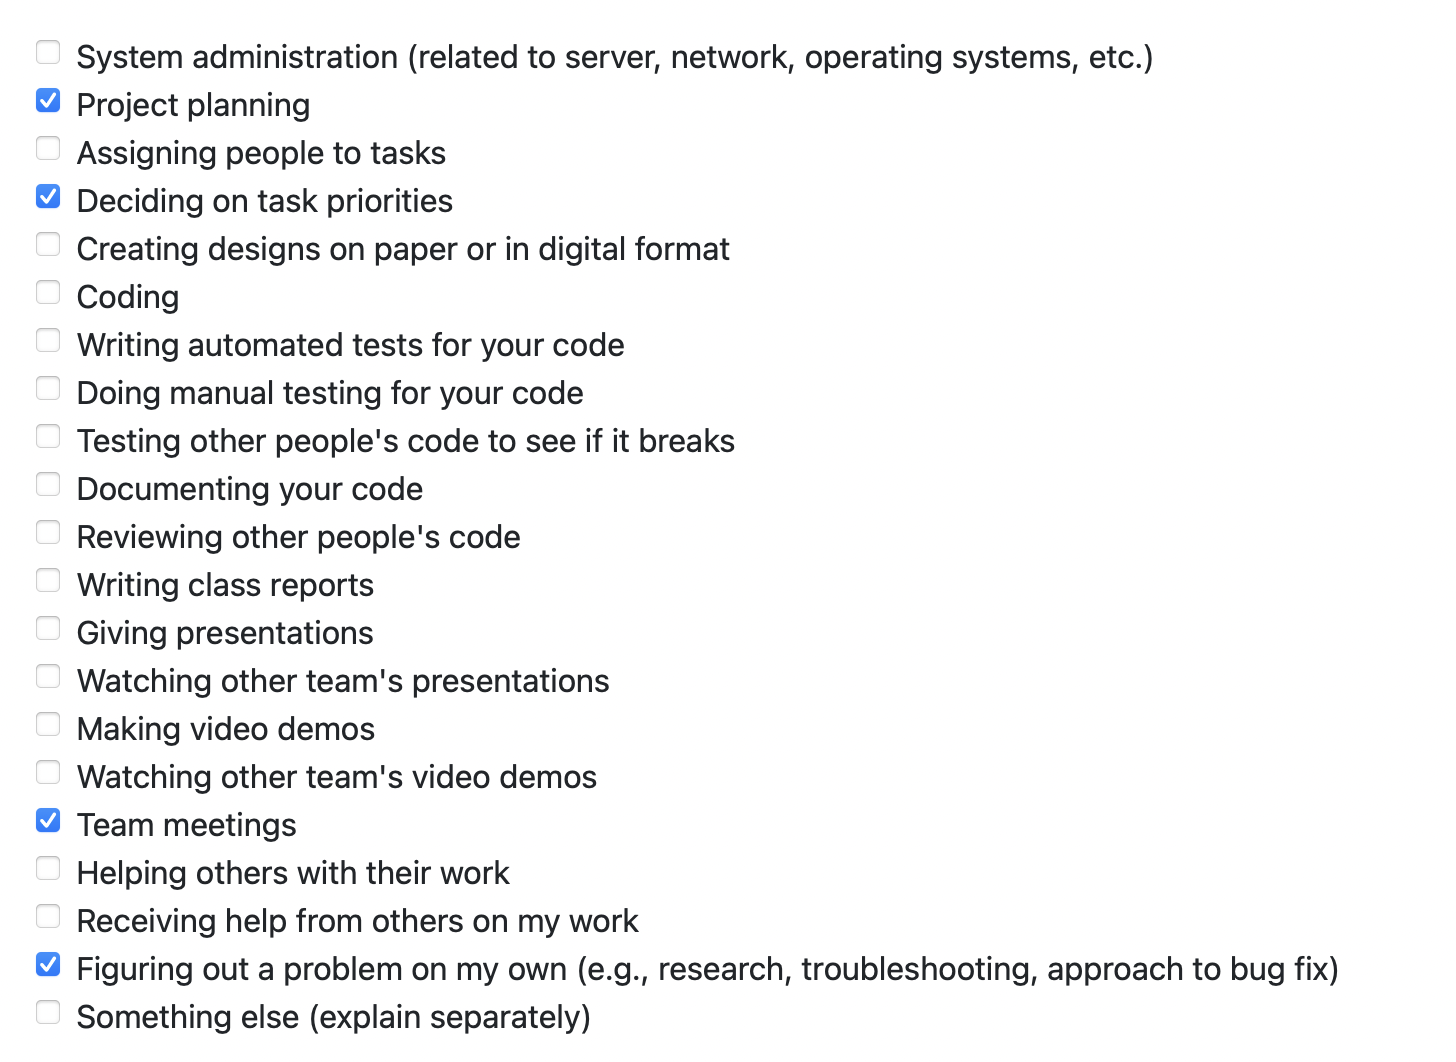 System administration (related to server, network, operating systems, etc.)
Project planning
Assigning people to tasks
Deciding on task priorities
Creating designs on paper or in digital format
Coding
Writing automated tests for your code
Doing manual testing for your code
Testing other people's code to see if it breaks
Documenting your code
Reviewing other people's code
Writing class reports
Giving presentations
Watching other team's presentations
Making video demos
Watching other team's video demos
Team meetings
Helping others with their work
Receiving help from others on my work
Figuring out a problem on my own (e.g., research, troubleshooting, approach to bug fix)
Something else (explain separately)